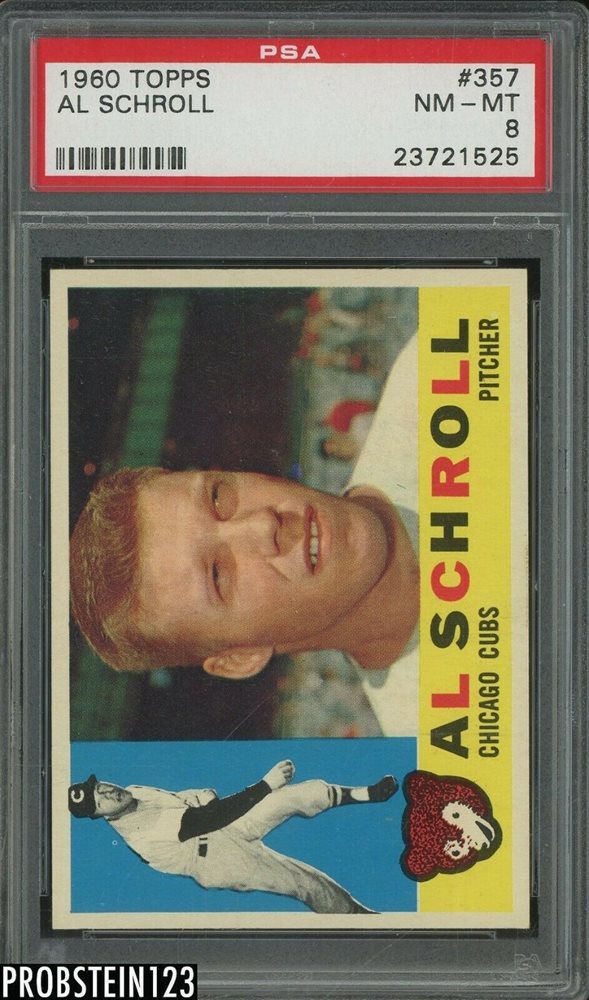 PSA
1960 TOPPS #357
AL SCHROLL NM - MT
8
23721525
AL SCHROLL
CHICAGO CUBS PITCHER
C
PROBSTEIN123